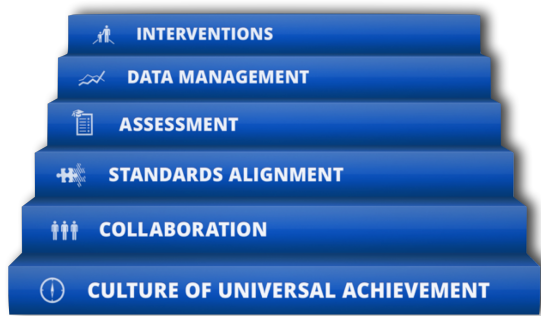 INTERVENTIONS
DATA MANAGEMENT
ASSESSMENT
STANDARDS ALIGNMENT
COLLABORATION
CULTURE OF UNIVERSAL ACHIEVEMENT